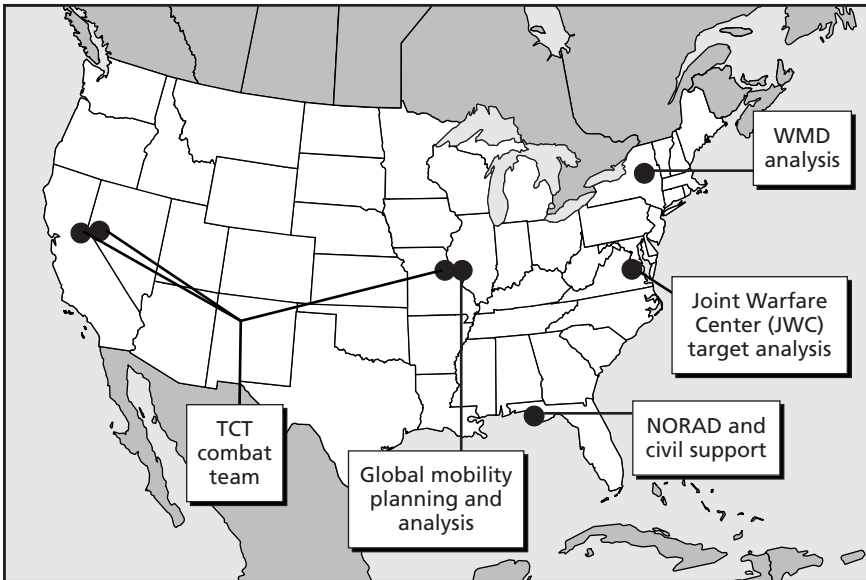 WMD
analysis
Joint Warfare
Center (JWC)
target analysis
NORAD and
civil support
TCT
combat
team
Global mobility
planning and
analysis